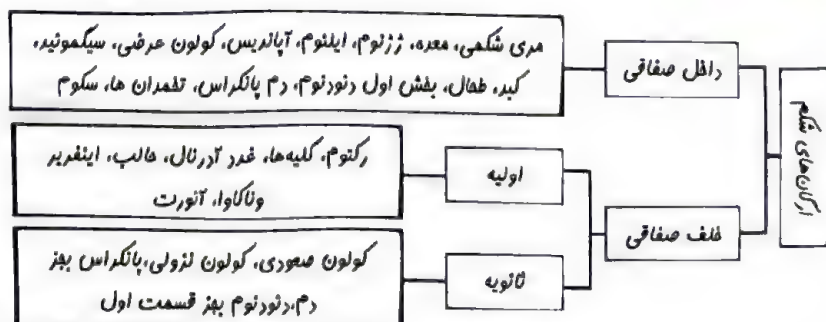 ارگان‌های شکم
داخل صفاقی
مری شکمی، معده، ژژنوم، ایلئوم، آپاندیس، کولون عرضی، سیگموئید،
کبد، طحال، بخش اول دئودنوم، دم پانکراس، تخمدان ها، سکوم
خلف صفاقی
اولیه
رکتوم، کلیه‌ها، غدد آدرنال، حالب، اینفریر
وناکاوا، آئورت
ثانویه
کولون صعودی، کولون نزولی، پانکراس بجز
دم، دئودنوم بجز قسمت اول